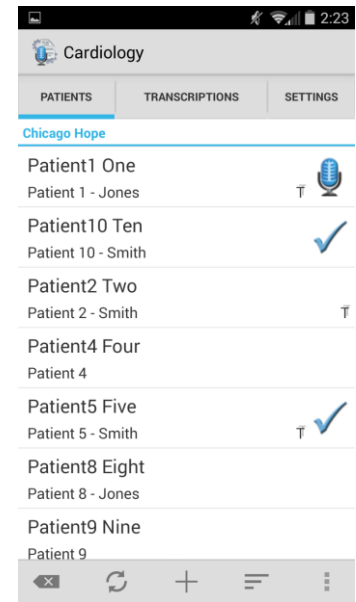 2:23
Cardiology
PATIENTS TRANSCRIPTIONS SETTINGS
Chicago Hope
Patient1 One
Patient 1 - Jones T
Patient10 Ten
Patient 10 - Smith
Patient2 Two
Patient 2 - Smith T
Patient4 Four
Patient 4
Patient5 Five
Patient 5 - Smith T
Patient8 Eight
Patient 8 - Jones
Patient9 Nine
Patient 9